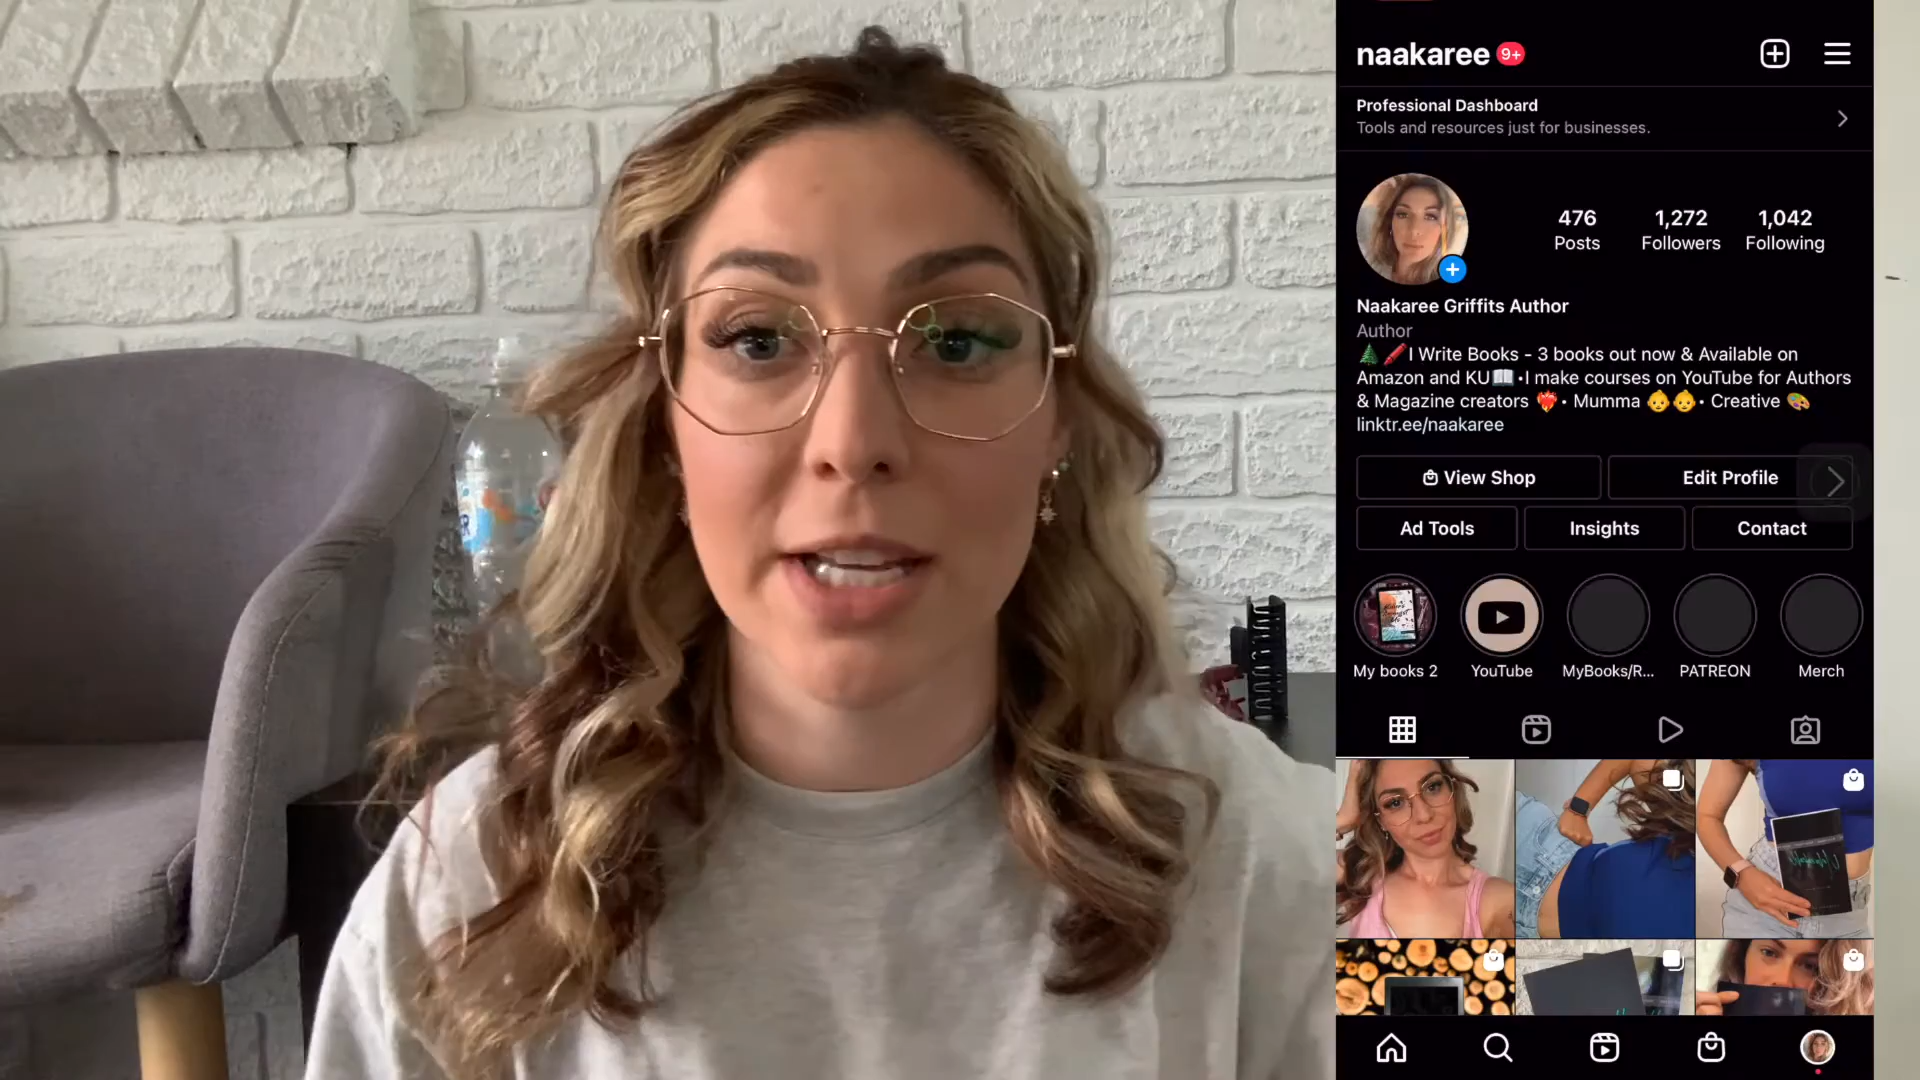 naakaree 9+
Professional Dashboard
Tools and resources just for businesses.
476 1,272 1,042
Posts Followers Following
Naakaree Griffits Author
Author
🎄🖍️I Write Books - 3 books out now & Available on
Amazon and KU📖•I make courses on YouTube for Authors
& Magazine creators ❤️‍🔥• Mumma 👶👶• Creative 🎨
linktr.ee/naakaree
View Shop Edit Profile
Ad Tools Insights Contact
My books 2 YouTube MyBooks/R... PATREON Merch